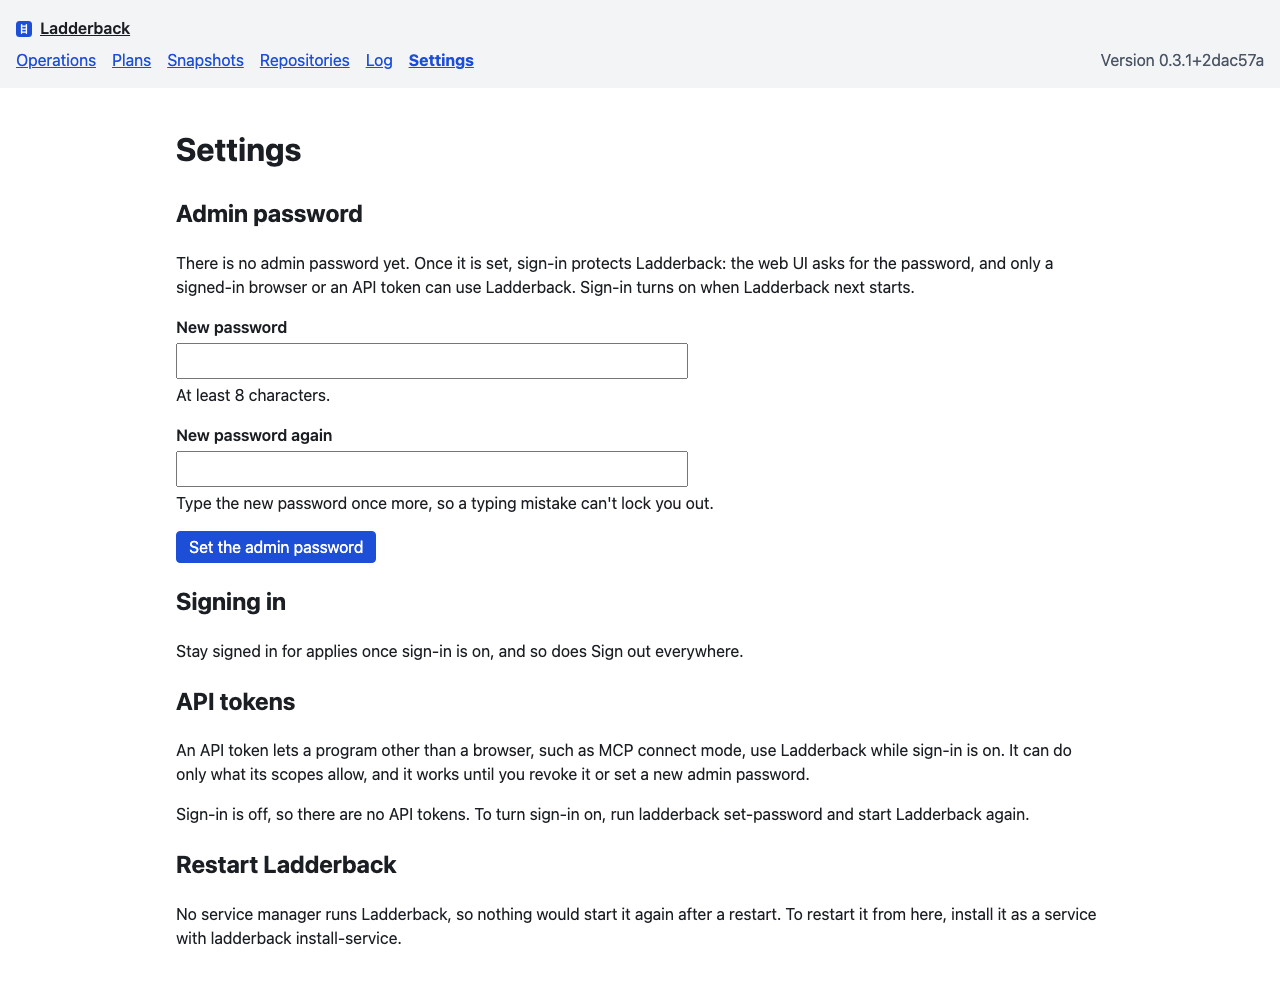 Ladderback
Operations Plans Snapshots Repositories Log Settings Version 0.3.1+2dac57a
Settings
Admin password
There is no admin password yet. Once it is set, sign-in protects Ladderback: the web UI asks for the password, and only a
signed-in browser or an API token can use Ladderback. Sign-in turns on when Ladderback next starts.
New password
At least 8 characters.
New password again
Type the new password once more, so a typing mistake can't lock you out.
Set the admin password
Signing in
Stay signed in for applies once sign-in is on, and so does Sign out everywhere.
API tokens
An API token lets a program other than a browser, such as MCP connect mode, use Ladderback while sign-in is on. It can do
only what its scopes allow, and it works until you revoke it or set a new admin password.
Sign-in is off, so there are no API tokens. To turn sign-in on, run ladderback set-password and start Ladderback again.
Restart Ladderback
No service manager runs Ladderback, so nothing would start it again after a restart. To restart it from here, install it as a service
with ladderback install-service.